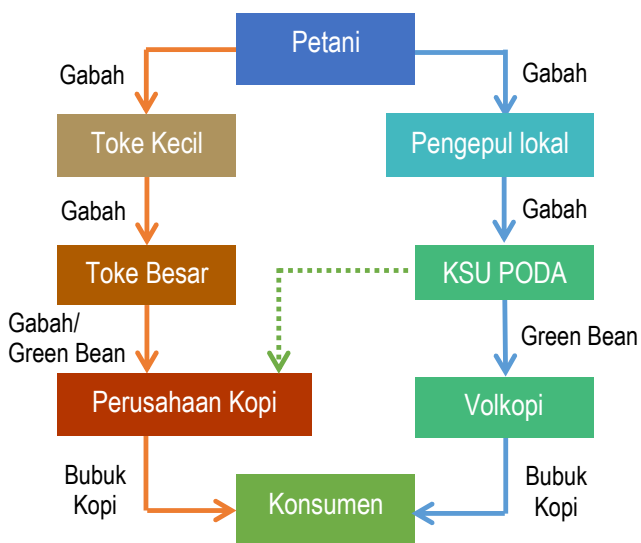 Petani
Gabah
Gabah
Toke Kecil
Pengepul lokal
Gabah
Gabah
Toke Besar
KSU PODA
Gabah/
Green Bean
Green Bean
Perusahaan Kopi
Volkopi
Bubuk
Kopi
Konsumen
Bubuk
Kopi